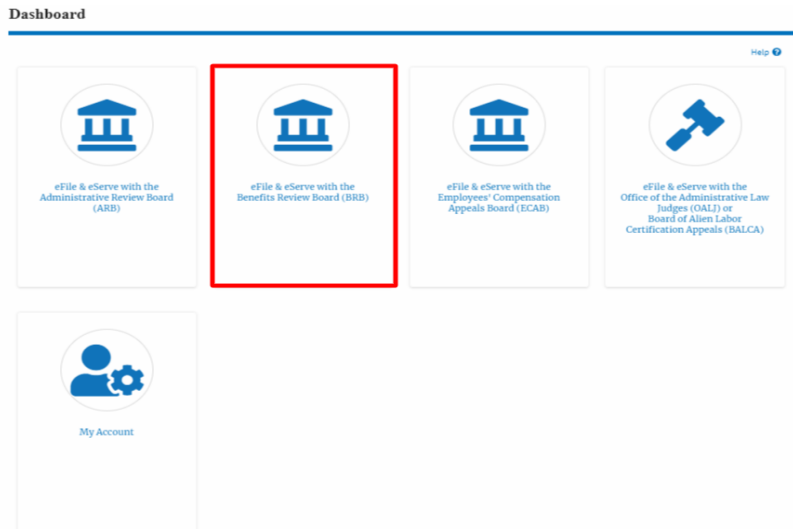 Dashboard
Help
eFile & eServe with the
Administrative Review Board
(ARB)
eFile & eServe with the
Benefits Review Board (BRB)
eFile & eServe with the
Employees' Compensation
Appeals Board (ECAB)
eFile & eServe with the
Office of the Administrative Law
Judges (OALJ) or
Board of Alien Labor
Certification Appeals (BALCA)
My Account